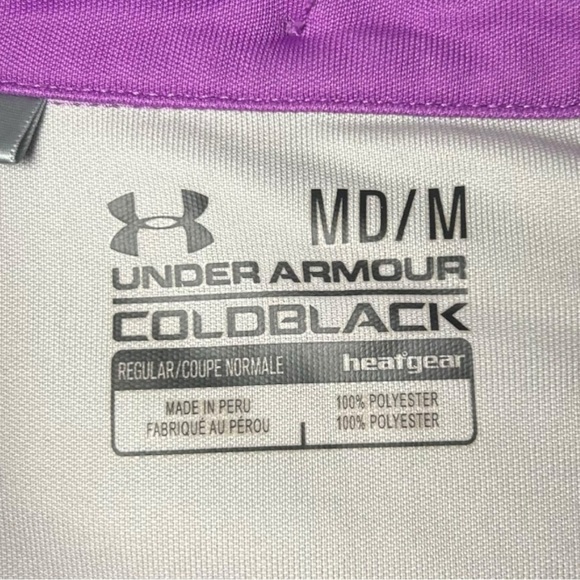 MD/M
UNDER ARMOUR
COLDBLACK
REGULAR/COUPE NORMALE heatgear
MADE IN PERU
FABRIQUÉ AU PÉROU
100% POLYESTER
100% POLYESTER